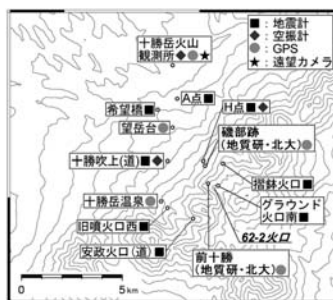 ■：地震計
◆：空振計
●：GPS
★：遠望カメラ
十勝岳火山
観測所◆●★
A点■
希望橋■
H点■◆
望岳台●
磯部跡
(地質研・北大)●
十勝吹上(道)■◆
摺鉢火口■
グラウンド
火口南■
十勝岳温泉●
旧噴火口西■
62-2火口
安政火口(道)■
前十勝
(地質研・北大)●
0
5
km